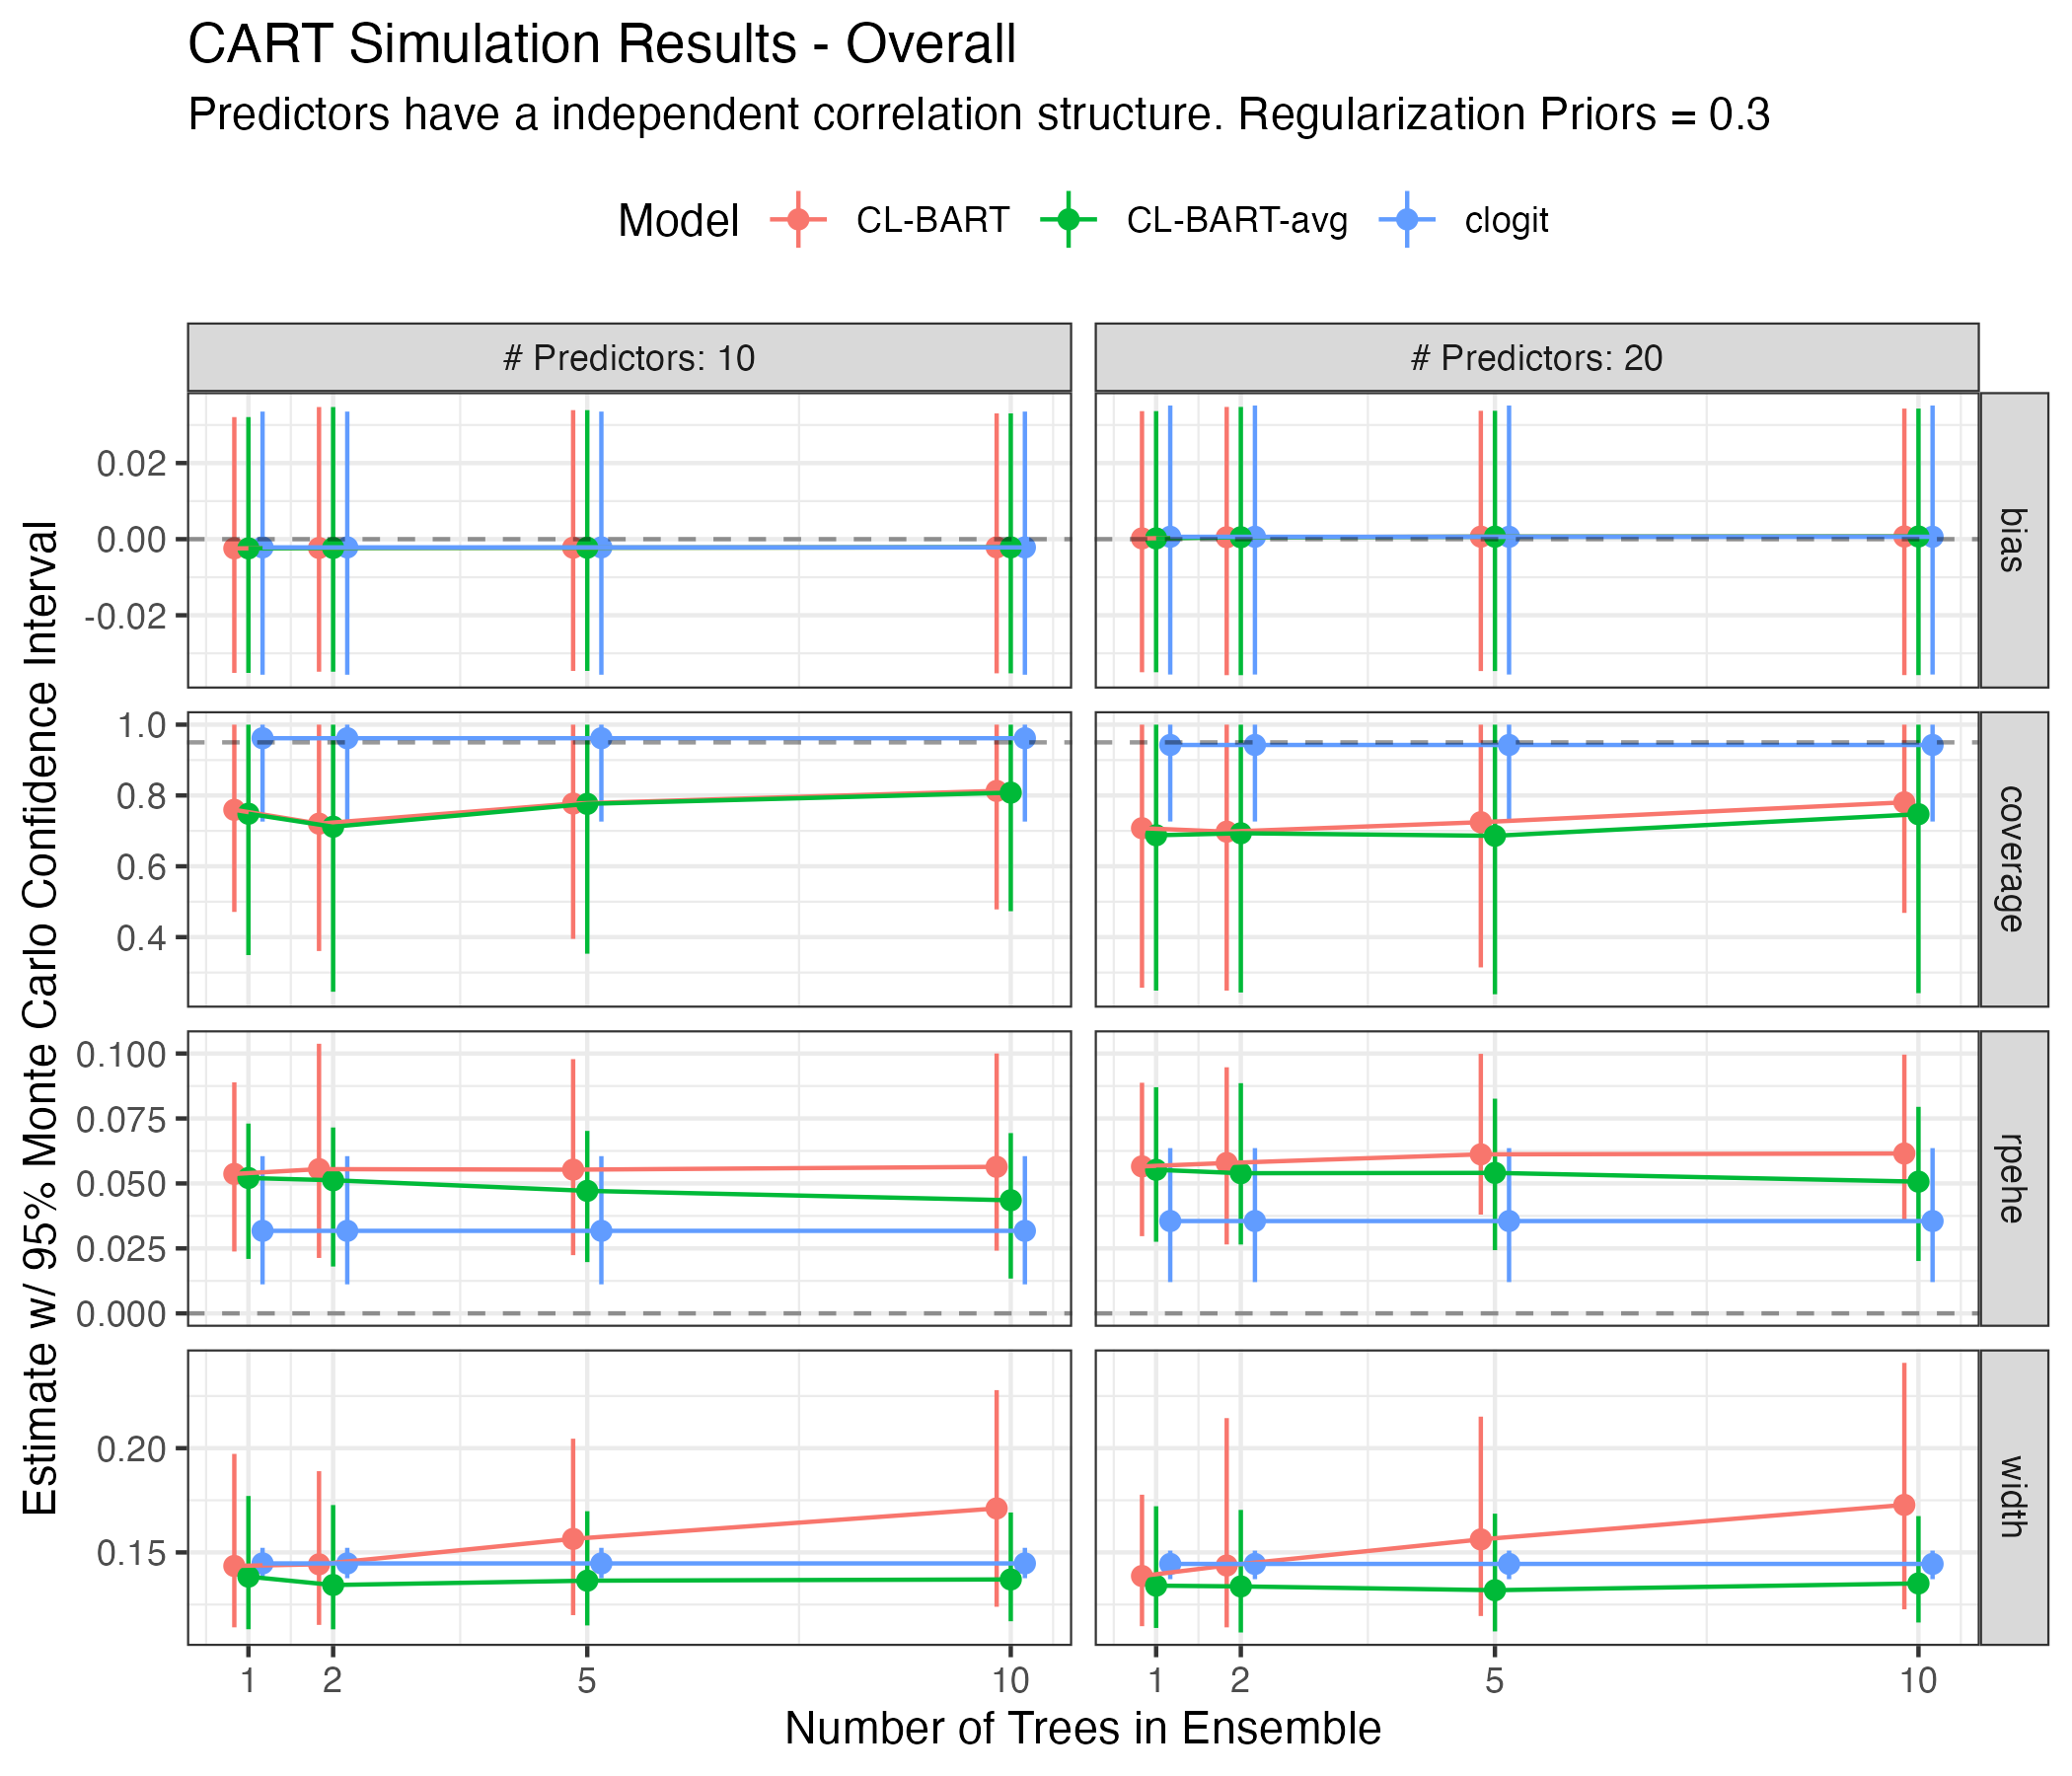 CART Simulation Results - Overall
Predictors have a independent correlation structure. Regularization Priors = 0.3
Model CL-BART CL-BART-avg clogit
# Predictors: 10 # Predictors: 20
Estimate w/ 95% Monte Carlo Confidence Interval
0.02
0.00
-0.02
bias
1.0
0.8
0.6
0.4
coverage
0.100
0.075
0.050
0.025
0.000
rpehe
0.20
0.15
width
1 2 5 10 1 2 5 10
Number of Trees in Ensemble